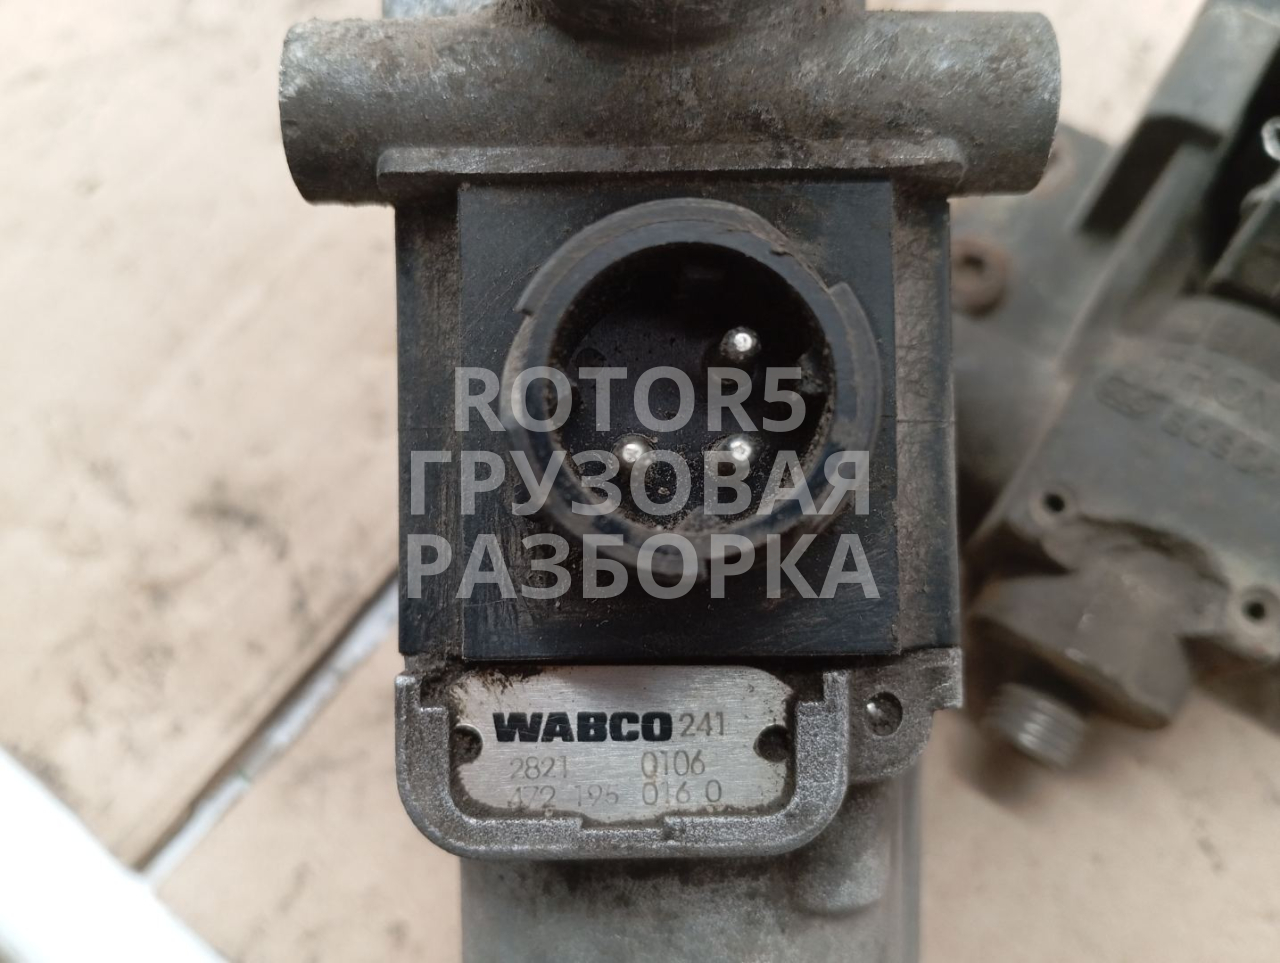 ROTOR5
ГРУЗОВАЯ
РАЗБОРКА
WABCO 241
2821 0106
472 195 016 0